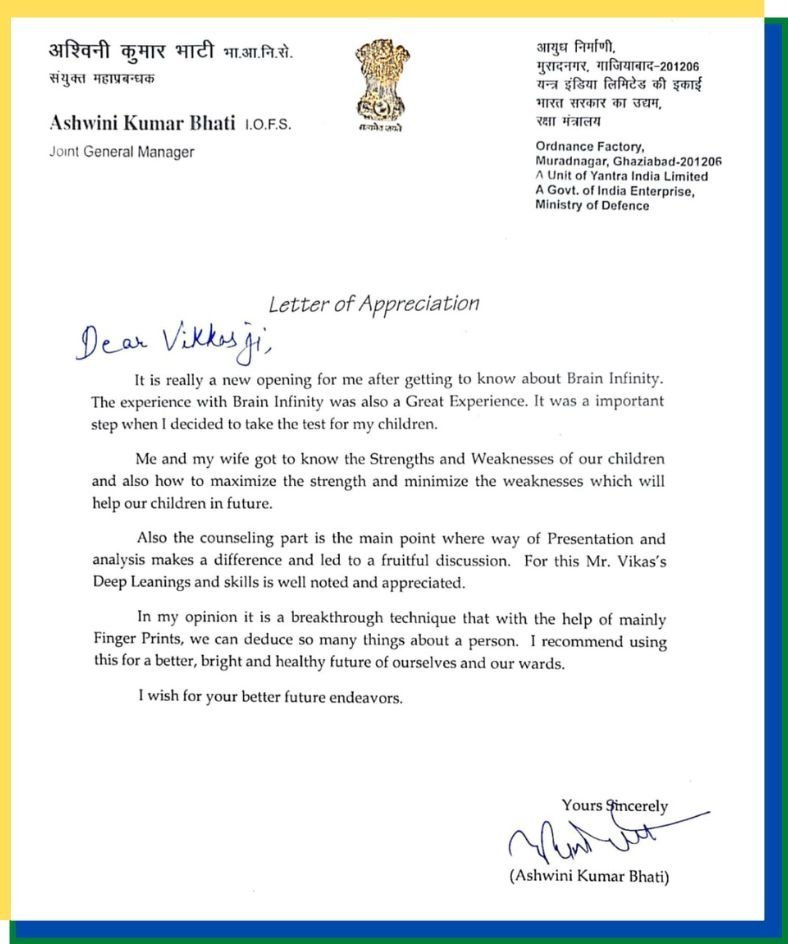 अश्विनी कुमार भाटी भा.आ.नि.से.
संयुक्त महाप्रबन्धक
Ashwini Kumar Bhati I.O.F.S.
Joint General Manager
सत्यमेव जयते
आयुध निर्माणी,
मुरादनगर, गाजियाबाद-201206
यन्त्र इंडिया लिमिटेड की इकाई
भारत सरकार का उद्यम,
रक्षा मंत्रालय
Ordnance Factory,
Muradnagar, Ghaziabad-201206
A Unit of Yantra India Limited
A Govt. of India Enterprise,
Ministry of Defence
Letter of Appreciation
Dear Vikkas ji,
It is really a new opening for me after getting to know about Brain Infinity.
The experience with Brain Infinity was also a Great Experience. It was a important
step when I decided to take the test for my children.
Me and my wife got to know the Strengths and Weaknesses of our children
and also how to maximize the strength and minimize the weaknesses which will
help our children in future.
Also the counseling part is the main point where way of Presentation and
analysis makes a difference and led to a fruitful discussion. For this Mr. Vikas's
Deep Leanings and skills is well noted and appreciated.
In my opinion it is a breakthrough technique that with the help of mainly
Finger Prints, we can deduce so many things about a person. I recommend using
this for a better, bright and healthy future of ourselves and our wards.
I wish for your better future endeavors.
Yours Sincerely
(Ashwini Kumar Bhati)